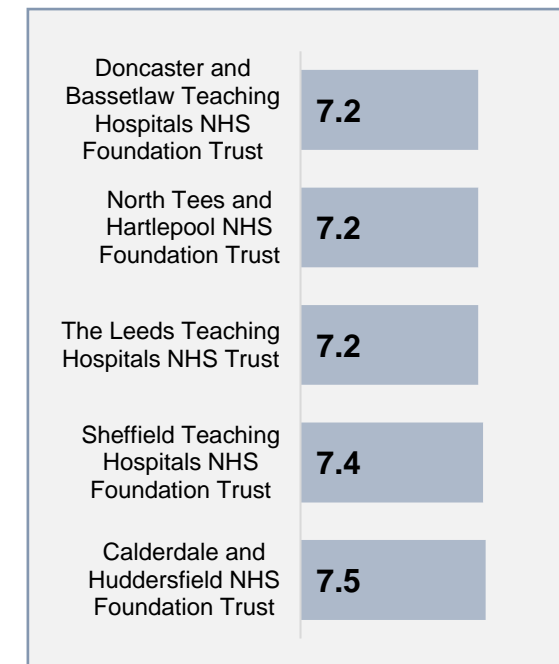 Doncaster and
Bassetlaw Teaching
Hospitals NHS
Foundation Trust
7.2
North Tees and
Hartlepool NHS
Foundation Trust
7.2
The Leeds Teaching
Hospitals NHS Trust
7.2
Sheffield Teaching
Hospitals NHS
Foundation Trust
7.4
Calderdale and
Huddersfield NHS
Foundation Trust
7.5